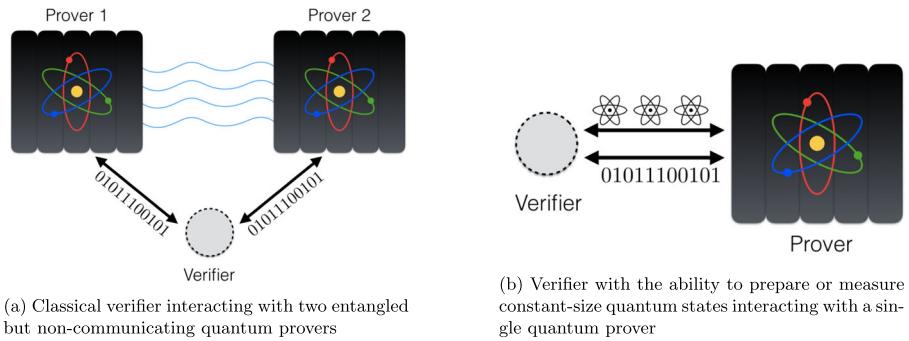 Prover 1
Prover 2
01011100101
01011100101
Verifier
(a) Classical verifier interacting with two entangled
but non-communicating quantum provers
01011100101
Verifier
Prover
(b) Verifier with the ability to prepare or measure
constant-size quantum states interacting with a sin-
gle quantum prover